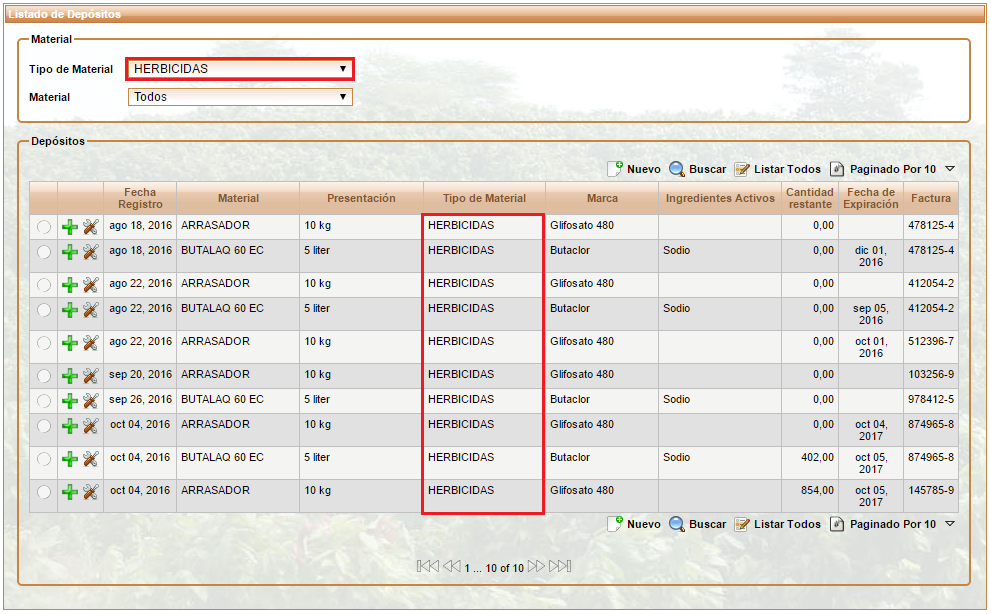 Listado de Depósitos
Material
Tipo de Material HERBICIDAS
Material Todos
Depósitos
Nuevo Buscar Listar Todos Paginado Por 10
Fecha Registro Material Presentación Tipo de Material Marca Ingredientes Activos Cantidad restante Fecha de Expiración Factura
ago 18, 2016 ARRASADOR 10 kg HERBICIDAS Glifosato 480 0,00 478125-4
ago 18, 2016 BUTALAQ 60 EC 5 liter HERBICIDAS Butaclor Sodio 0,00 dic 01, 2016 478125-4
ago 22, 2016 ARRASADOR 10 kg HERBICIDAS Glifosato 480 0,00 412054-2
ago 22, 2016 BUTALAQ 60 EC 5 liter HERBICIDAS Butaclor Sodio 0,00 sep 05, 2016 412054-2
ago 22, 2016 ARRASADOR 10 kg HERBICIDAS Glifosato 480 0,00 oct 01, 2016 512396-7
sep 20, 2016 ARRASADOR 10 kg HERBICIDAS Glifosato 480 0,00 103256-9
sep 26, 2016 BUTALAQ 60 EC 5 liter HERBICIDAS Butaclor Sodio 0,00 978412-5
oct 04, 2016 ARRASADOR 10 kg HERBICIDAS Glifosato 480 0,00 oct 04, 2017 874965-8
oct 04, 2016 BUTALAQ 60 EC 5 liter HERBICIDAS Butaclor Sodio 402,00 oct 05, 2017 874965-8
oct 04, 2016 ARRASADOR 10 kg HERBICIDAS Glifosato 480 854,00 oct 05, 2017 145785-9
Nuevo Buscar Listar Todos Paginado Por 10
1 ... 10 of 10